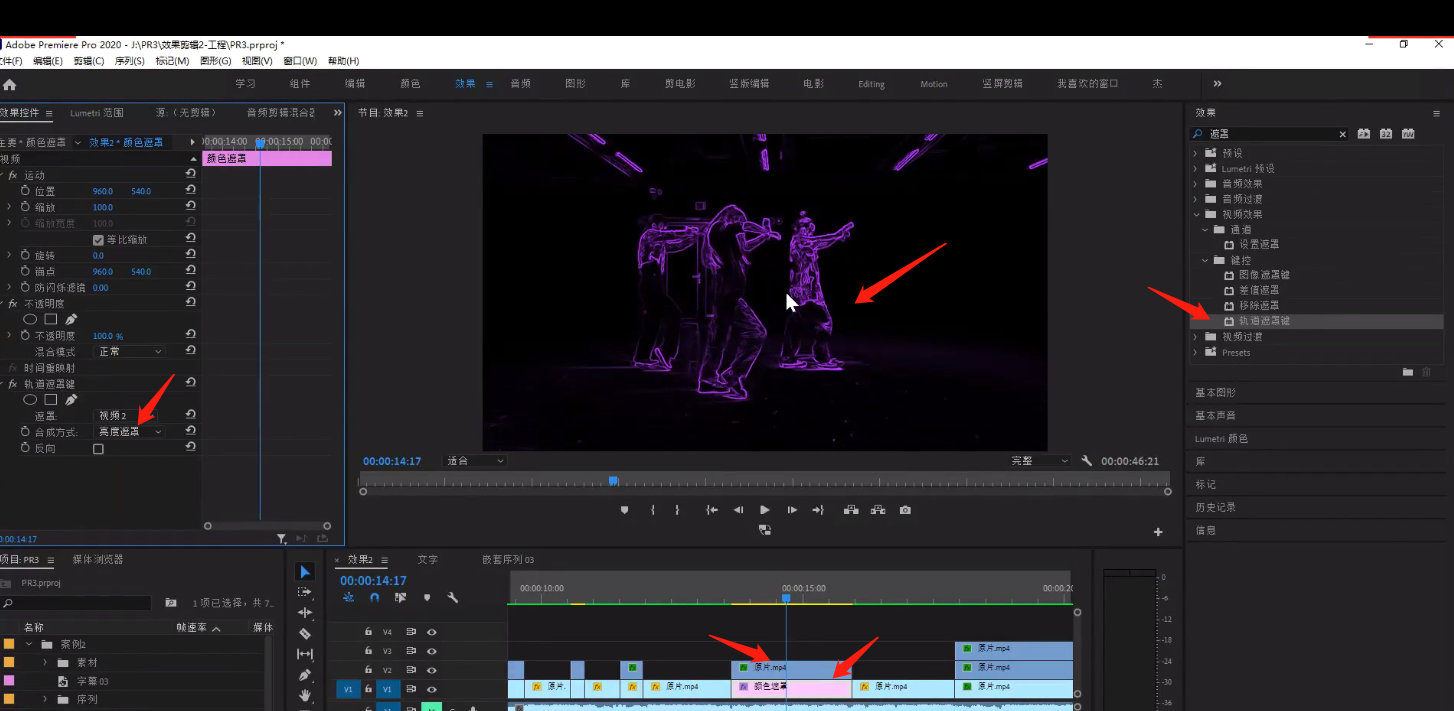 Adobe Premiere Pro 2020 - J:\PR3\效果剪辑2-工程\PR3.prproj *
件(F) 编辑(E) 剪辑(C) 序列(S) 标记(M) 图形(G) 视图(V) 窗口(W) 帮助(H)
学习 组件 编辑 颜色 效果 音频 图形 库 剪电影 竖版编辑 电影 Editing Motion 竖屏剪辑 我喜欢的窗口 杰
效果控件 Lumetri 范围 源:(无剪辑) 音频剪辑混合器
节目: 效果2
效果
主要 * 颜色遮罩 效果2 * 颜色遮罩 00:00:14:00 00:00:15:00 00:00
遮罩
视频
颜色遮罩
fx 运动
位置 960.0 540.0
缩放 100.0
缩放宽度 100.0
等比缩放
旋转 0.0
锚点 960.0 540.0
防闪烁滤镜 0.00
fx 不透明度
不透明度 100.0 %
混合模式 正常
fx 时间重映射
fx 轨道遮罩键
遮罩: 视频 2
合成方式: 亮度遮罩
反向
00:00:14:17
预设
Lumetri 预设
音频效果
音频过渡
视频效果
通道
设置遮罩
键控
图像遮罩键
差值遮罩
移除遮罩
轨道遮罩键
视频过渡
Presets
基本图形
基本声音
Lumetri 颜色
库
标记
历史记录
信息
00:00:14:17 适合 完整 00:00:46:21
项目: PR3 媒体浏览器
PR3.prproj
1 项已选择，共 7...
名称 帧速率 媒体
案例2
素材
字幕 03
序列
× 效果2 文字 嵌套序列 03
00:00:14:17
00:00:10:00 00:00:15:00 00:00:20
V4
V3 fx 原片.mp4
V2 fx fx 原片.mp4 fx 原片.mp4
V1 V1 fx 原片. fx fx fx 原片.mp4 fx 颜色遮罩 fx 原片.mp4 fx 原片.mp4
0
-6
-12
-18
-24
-30
-36